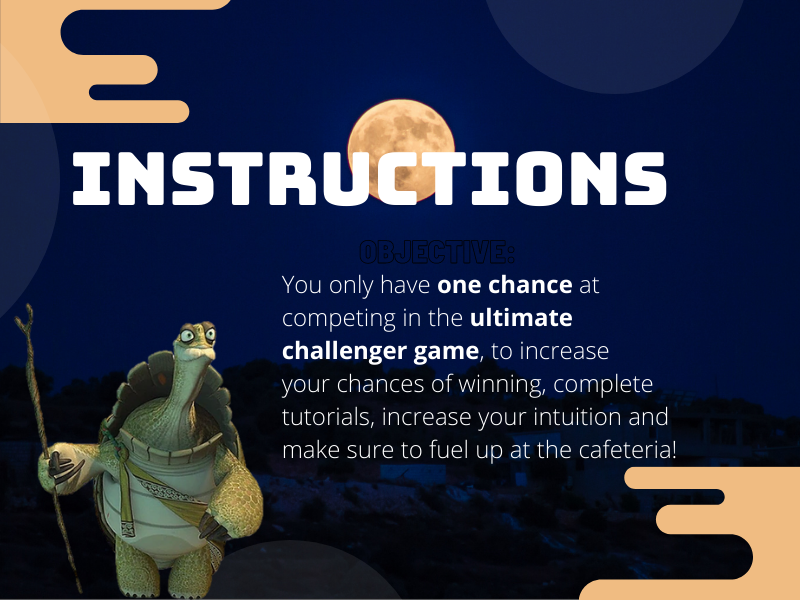 INSTRUCTIONS
OBJECTIVE:
You only have one chance at
competing in the ultimate
challenger game, to increase
your chances of winning, complete
tutorials, increase your intuition and
make sure to fuel up at the cafeteria!